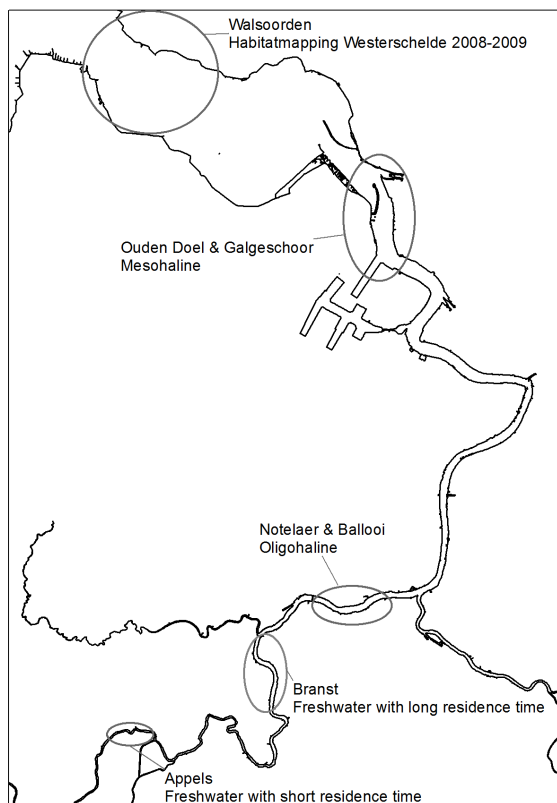 Walsoorden
Habitatmapping Westerschelde 2008-2009
Ouden Doel & Galgeschoor
Mesohaline
Notelaer & Ballooi
Oligohaline
Branst
Freshwater with long residence time
Appels
Freshwater with short residence time